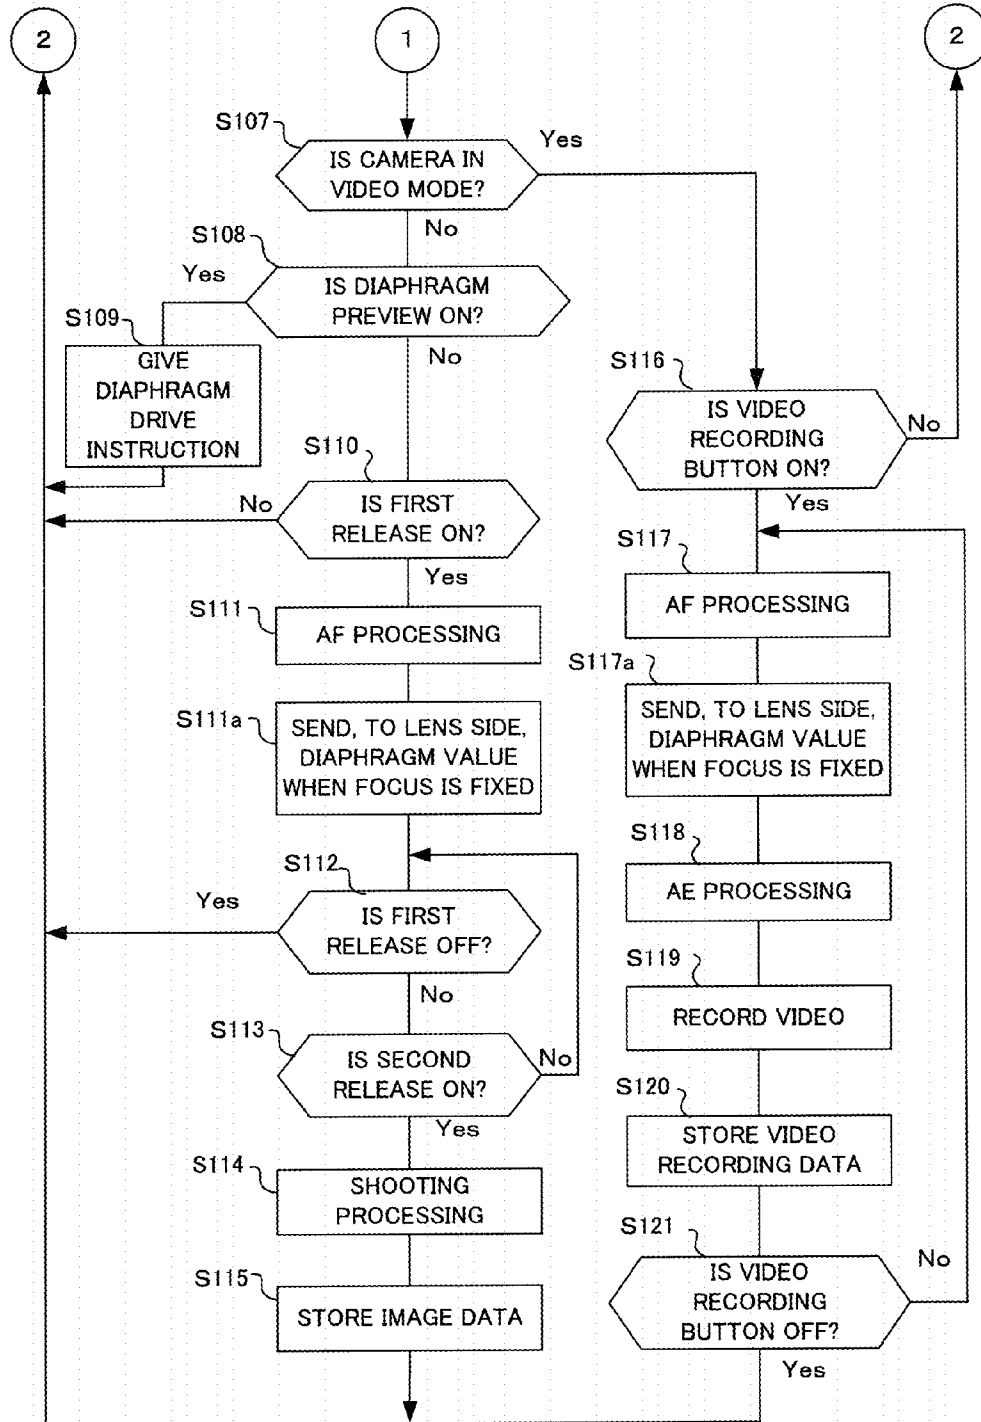 2
1
2
S107
IS CAMERA IN
VIDEO MODE?
Yes
No
S108
Yes
IS DIAPHRAGM
PREVIEW ON?
No
S109
GIVE
DIAPHRAGM
DRIVE
INSTRUCTION
S110
No
IS FIRST
RELEASE ON?
Yes
S111
AF PROCESSING
S111a
SEND, TO LENS SIDE,
DIAPHRAGM VALUE
WHEN FOCUS IS FIXED
S112
Yes
IS FIRST
RELEASE OFF?
No
S113
IS SECOND
RELEASE ON?
No
Yes
S114
SHOOTING
PROCESSING
S115
STORE IMAGE DATA
S116
IS VIDEO
RECORDING
BUTTON ON?
No
Yes
S117
AF PROCESSING
S117a
SEND, TO LENS SIDE,
DIAPHRAGM VALUE
WHEN FOCUS IS FIXED
S118
AE PROCESSING
S119
RECORD VIDEO
S120
STORE VIDEO
RECORDING DATA
S121
IS VIDEO
RECORDING
BUTTON OFF?
No
Yes